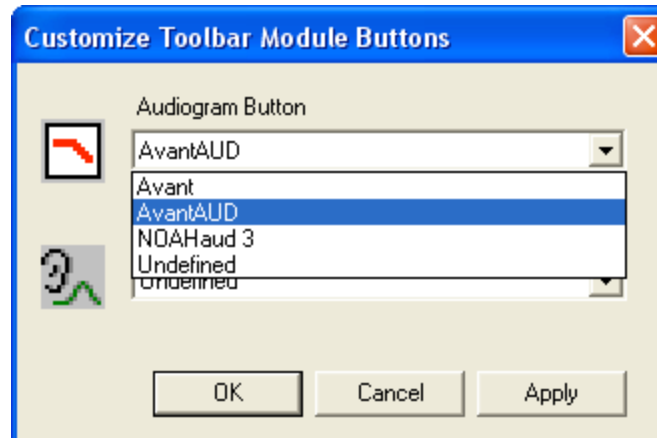 Customize Toolbar Module Buttons
Audiogram Button
AvantAUD
Avant
AvantAUD
NOAHaud 3
Undefined
Undefined
OK Cancel Apply